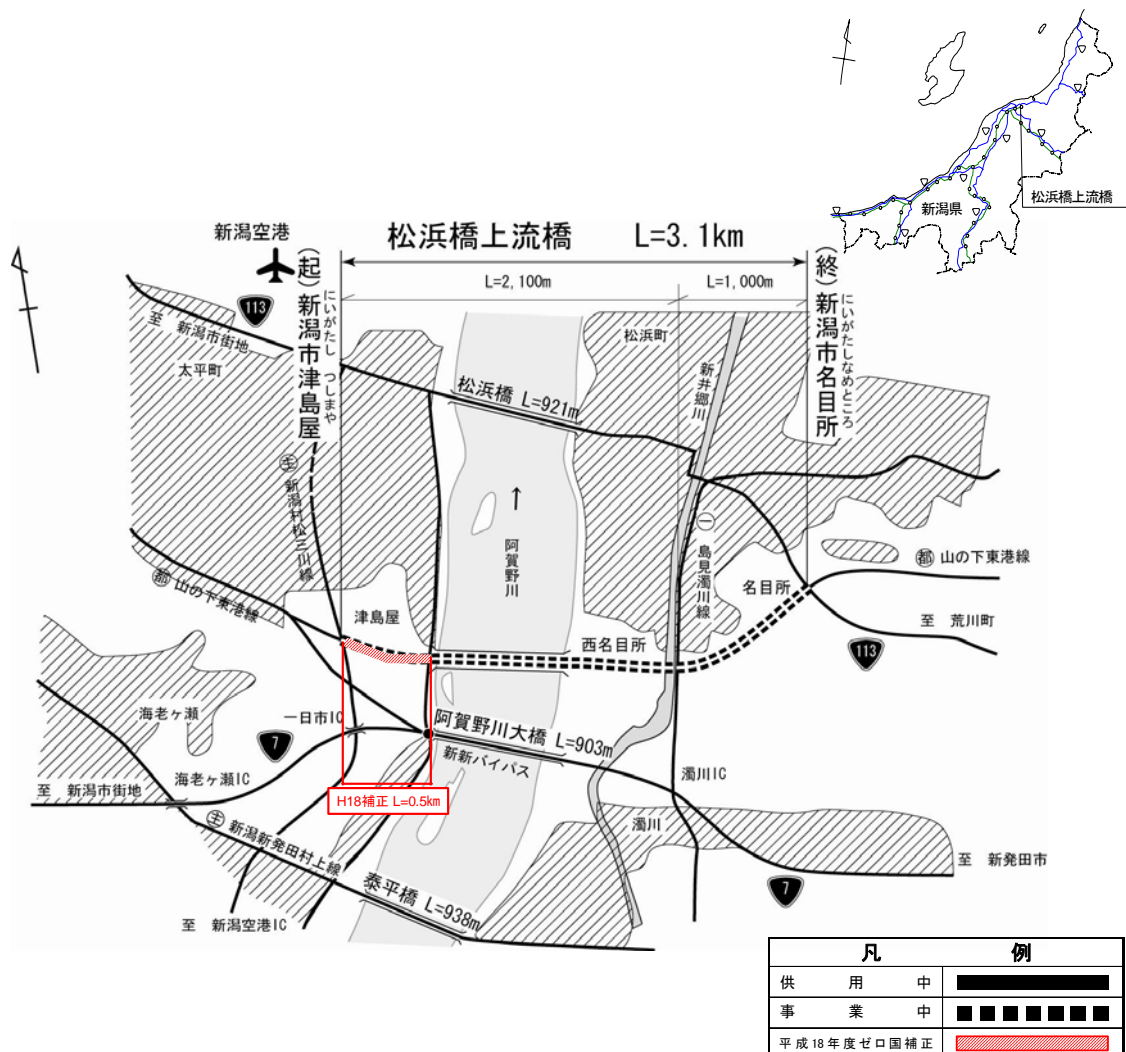 新潟県
松浜橋上流橋
新潟空港
松浜橋上流橋 L=3.1km
L=2,100m
L=1,000m
(起)新潟市津島屋
にいがたし つしまや
(終)新潟市名目所
にいがたしなめところ
113
至 新潟市街地
太平町
松浜町
新井郷川
松浜橋 L=921m
主 新潟村松三川線
阿賀野川
一 島見濁川線
都 山の下東港線
都 山の下東港線
名目所
津島屋
西名目所
至 荒川町
113
海老ヶ瀬
一日市IC
7
阿賀野川大橋 L=903m
新新バイパス
海老ヶ瀬IC
濁川IC
至 新潟市街地
H18補正 L=0.5km
主 新潟新発田村上線
濁川
至 新発田市
7
泰平橋 L=938m
至 新潟空港IC
凡 例
供用中
事業中
平成18年度ゼロ国補正